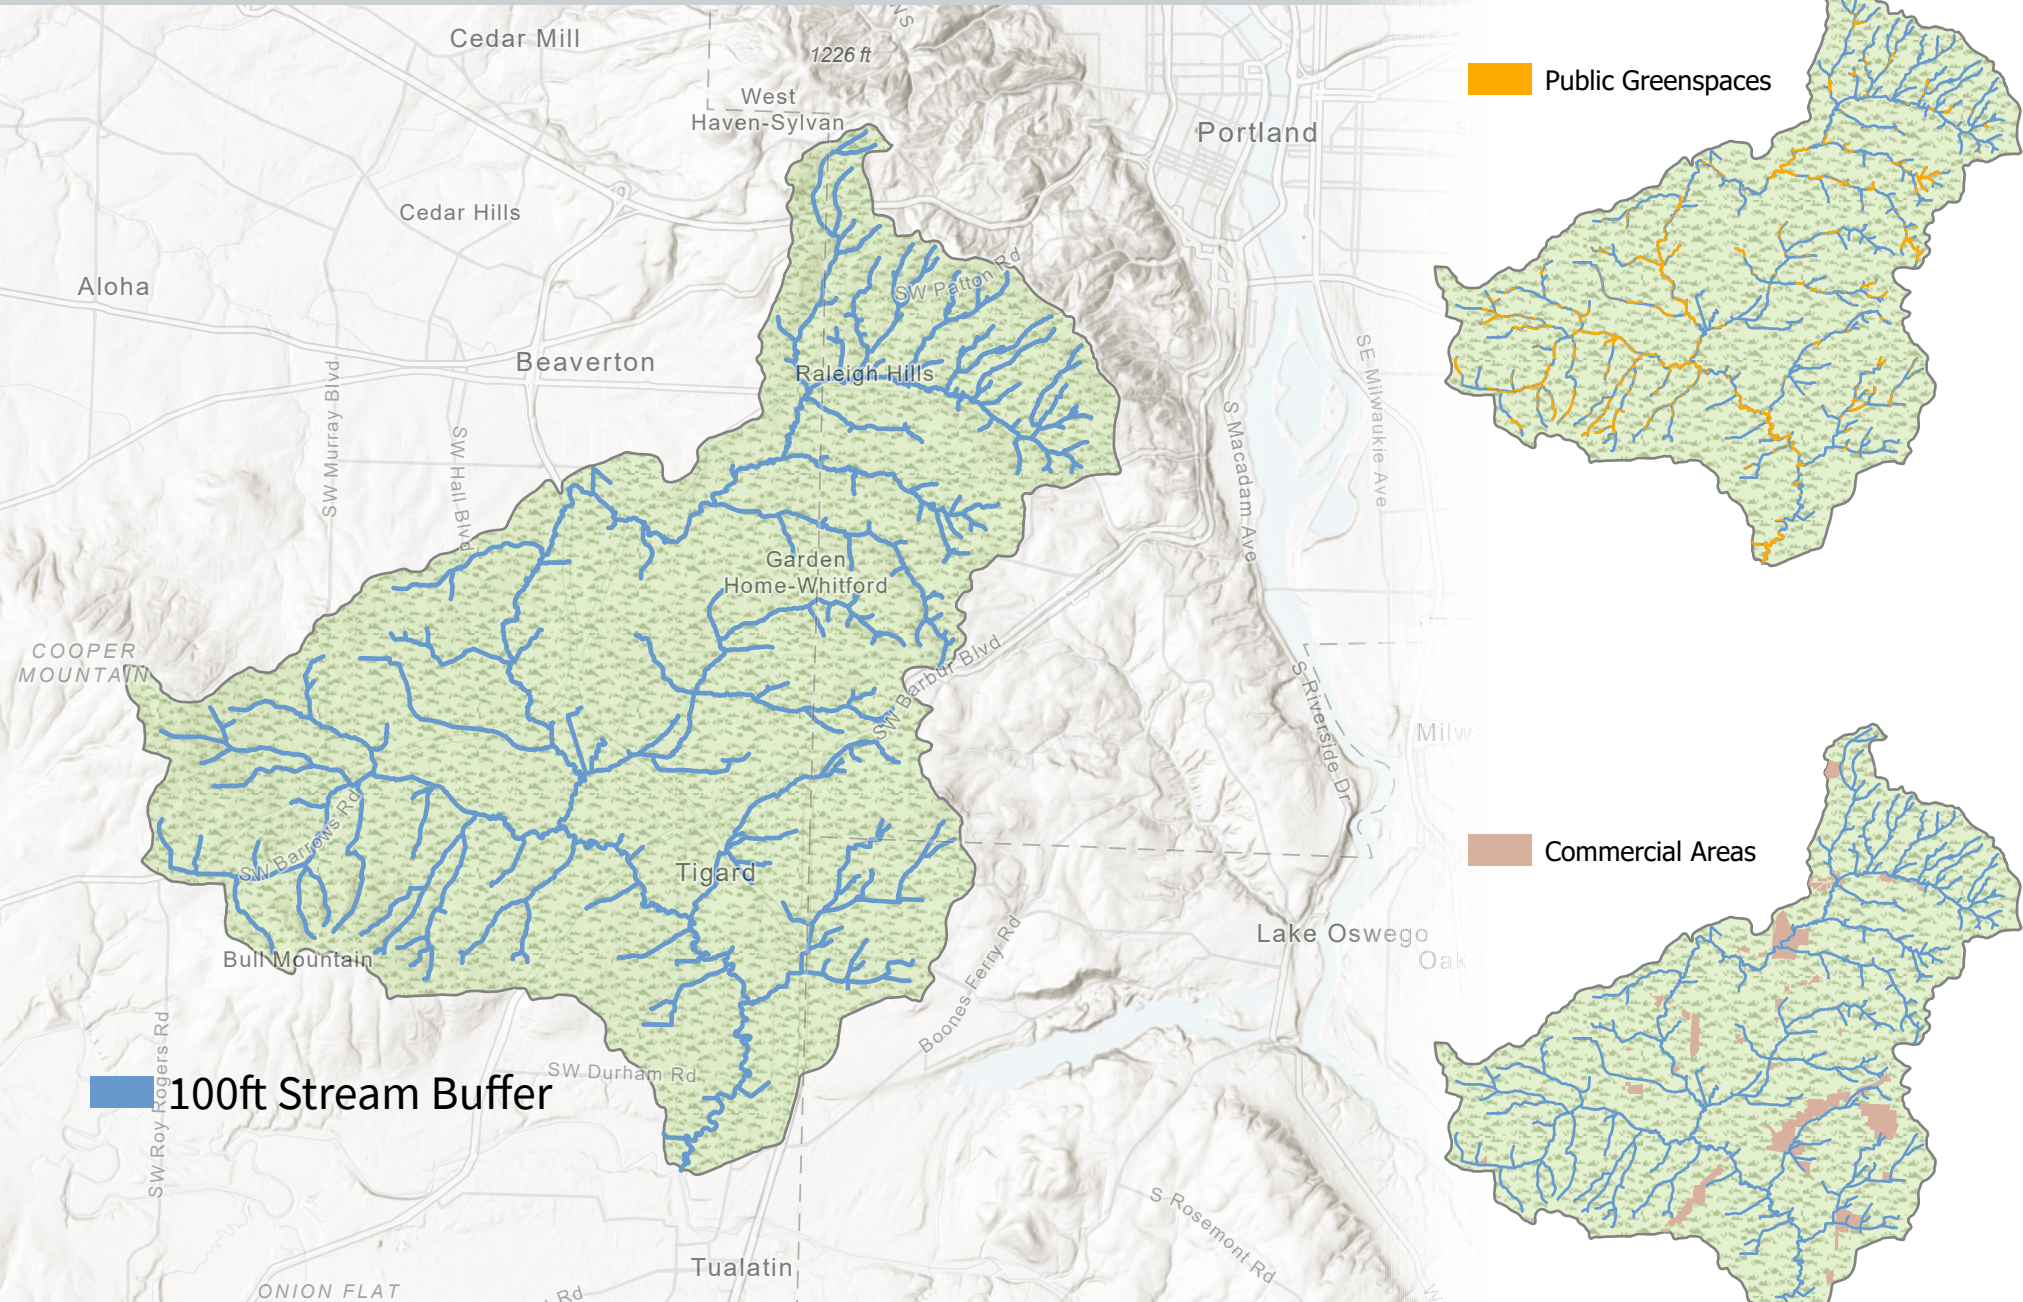 Cedar Mill
1226 ft
West
Haven-Sylvan
Portland
Cedar Hills
Aloha
SW Patton Rd
Beaverton
Raleigh Hills
SW Murray Blvd
SW Hall Blvd
S Macadam Ave
SE Milwaukie Ave
Garden
Home-Whitford
COOPER
MOUNTAIN
SW Barbur Blvd
S Riverside Dr
SW Barrows Rd
Tigard
Bull Mountain
Lake Oswego
Oak
Boones Ferry Rd
SW Durham Rd
SW Roy Rogers Rd
100ft Stream Buffer
S Rosemont Rd
Tualatin
ONION FLAT
Rd
Public Greenspaces
Commercial Areas